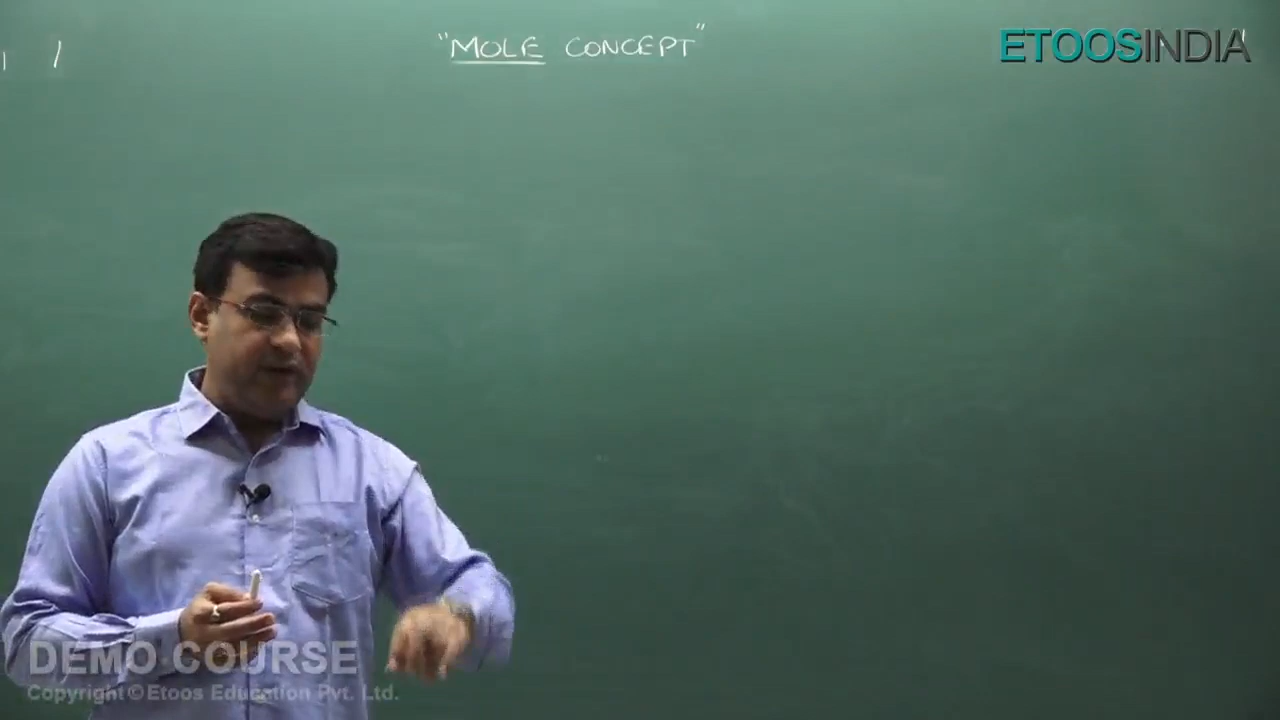 "MOLE CONCEPT"
ETOOSINDIA
DEMO COURSE
Copyright © Etoos Education Pvt. Ltd.